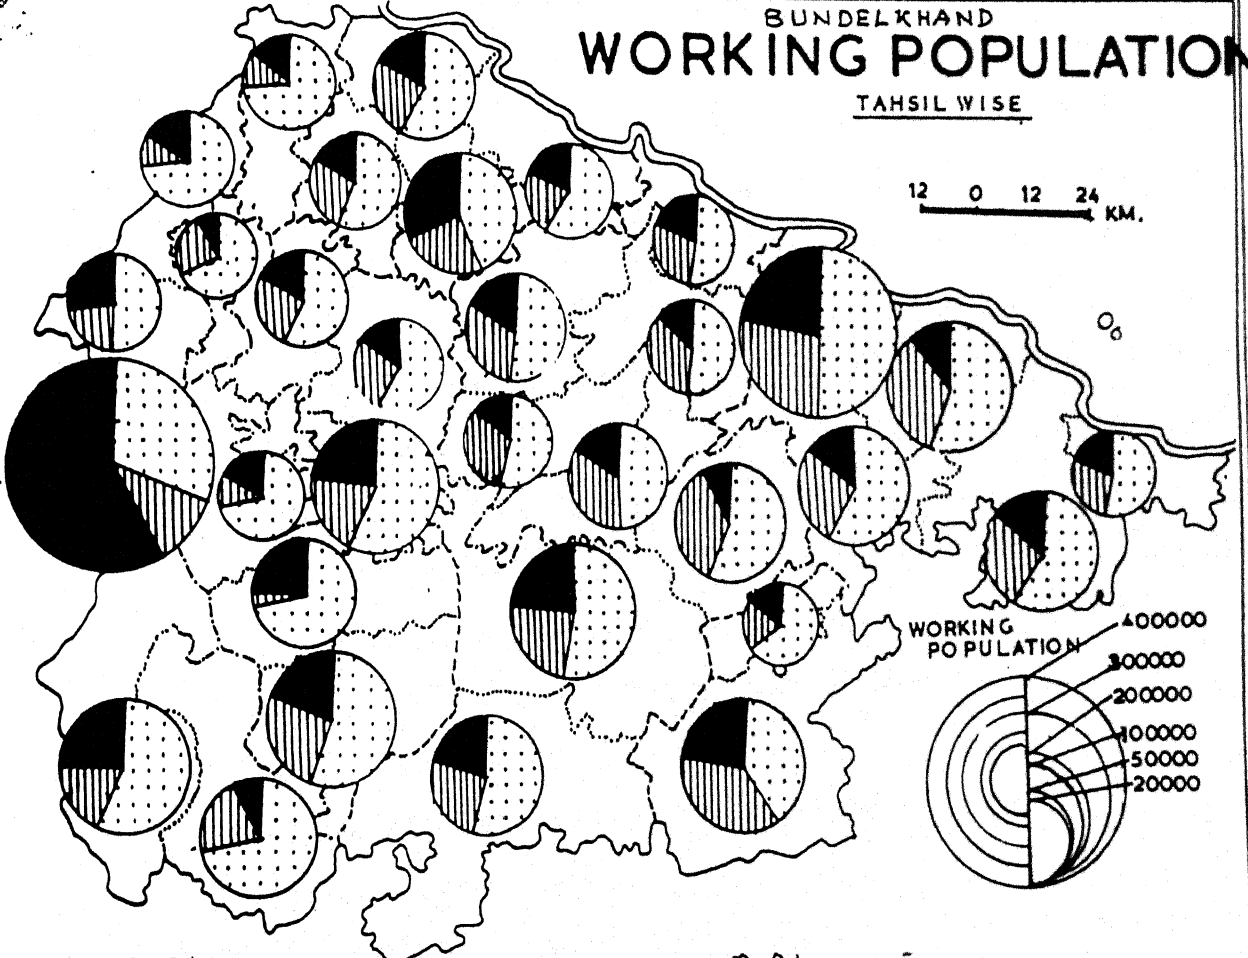 BUNDELKHAND
WORKING POPULATION
TAHSIL WISE
12 0 12 24 KM.
WORKING
POPULATION
400000
300000
200000
100000
50000
20000